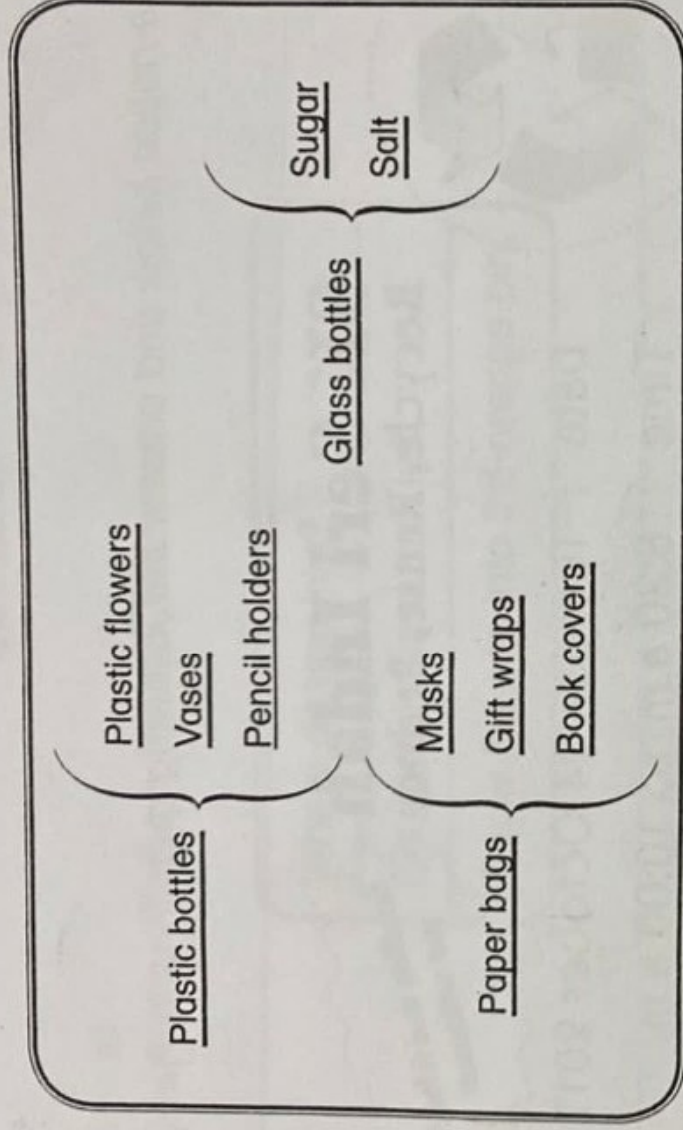 Plastic bottles
Plastic flowers
Vases
Pencil holders
Paper bags
Masks
Gift wraps
Book covers
Glass bottles
Sugar
Salt